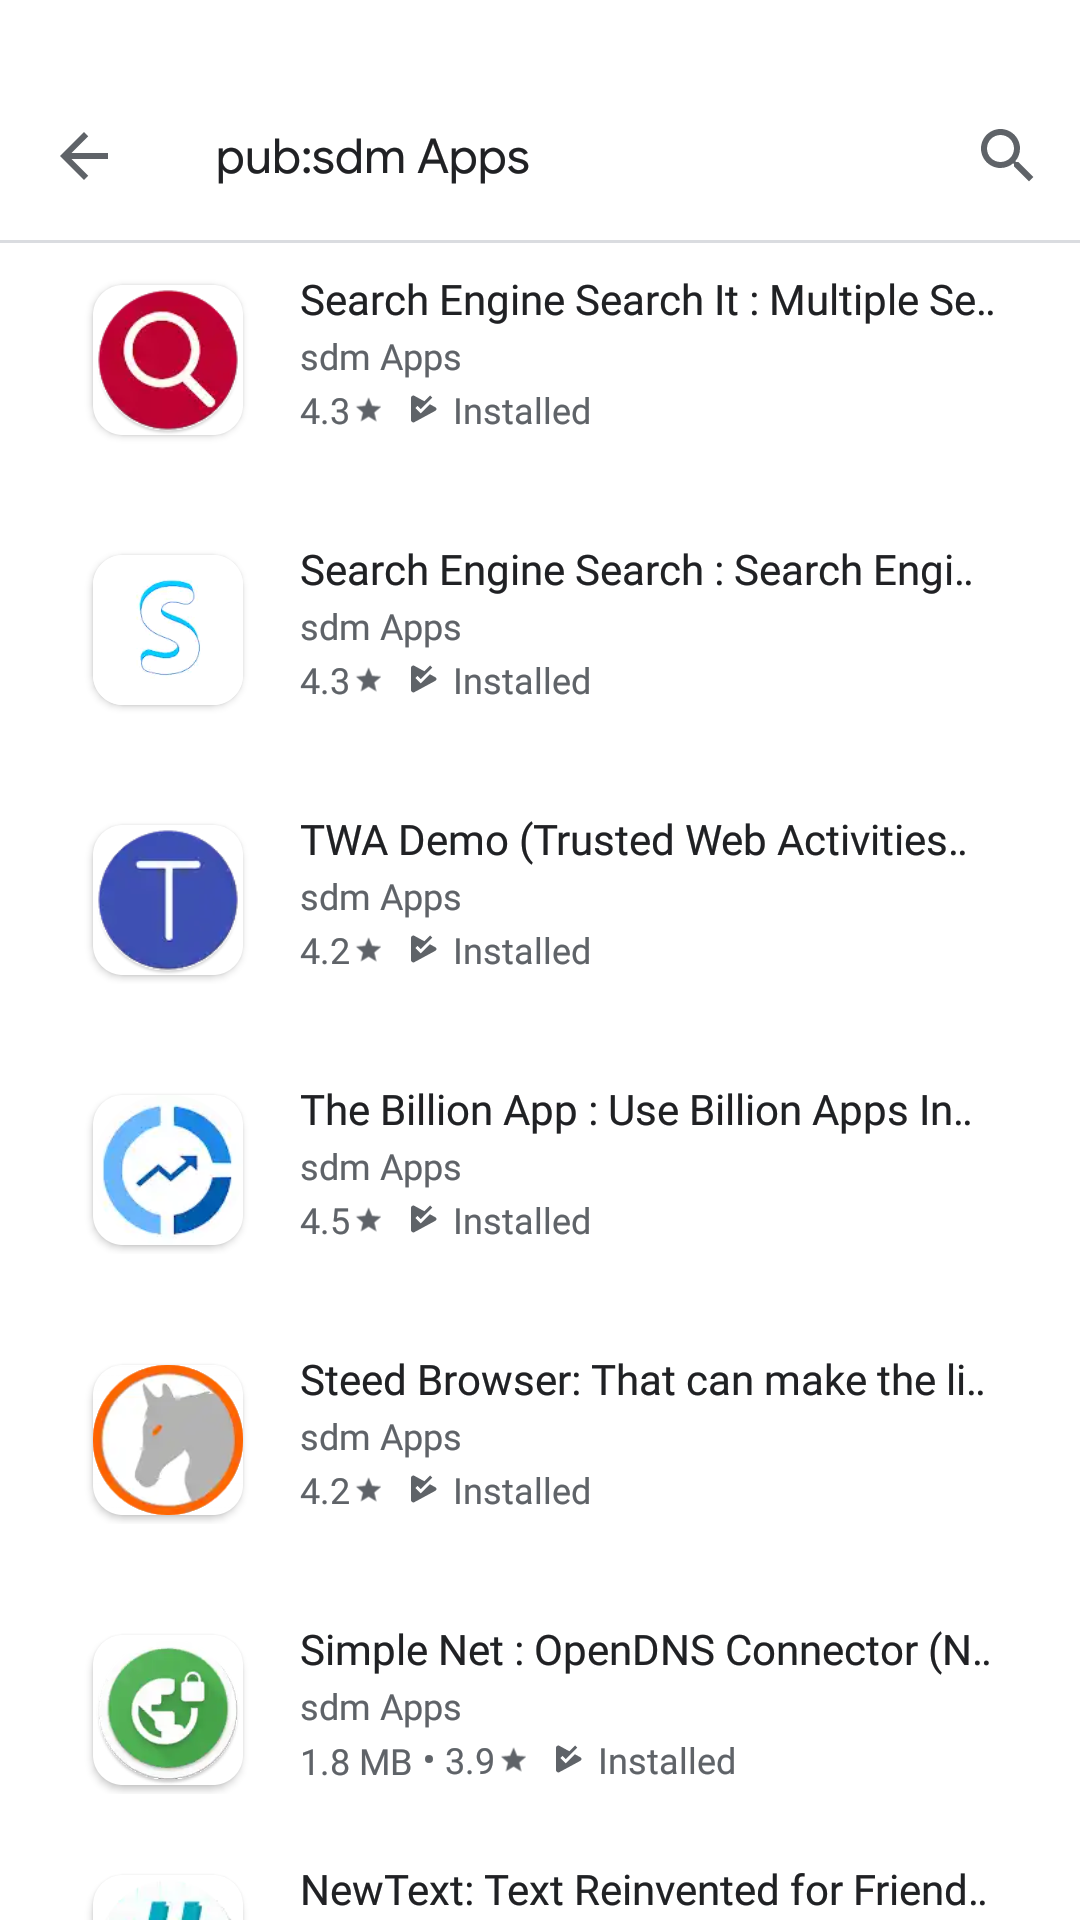 pub:sdm Apps
Search Engine Search It : Multiple Se..
sdm Apps
4.3★ Installed
S
Search Engine Search : Search Engi..
sdm Apps
4.3★ Installed
T
TWA Demo (Trusted Web Activities..
sdm Apps
4.2★ Installed
The Billion App : Use Billion Apps In..
sdm Apps
4.5★ Installed
Steed Browser: That can make the li..
sdm Apps
4.2★ Installed
Simple Net : OpenDNS Connector (N..
sdm Apps
1.8 MB • 3.9★ Installed
NewText: Text Reinvented for Friend..